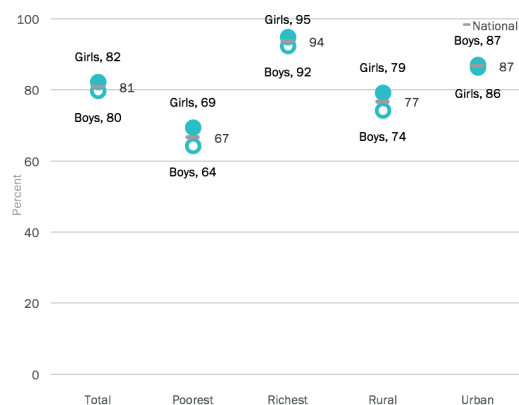 100
Girls, 95
National
94
Boys, 87
Girls, 82
Boys, 92
Girls, 79
87
80
81
Girls, 86
Boys, 80
Girls, 69
77
67
Boys, 74
Boys, 64
60
Percent
40
20
0
Total Poorest Richest Rural Urban